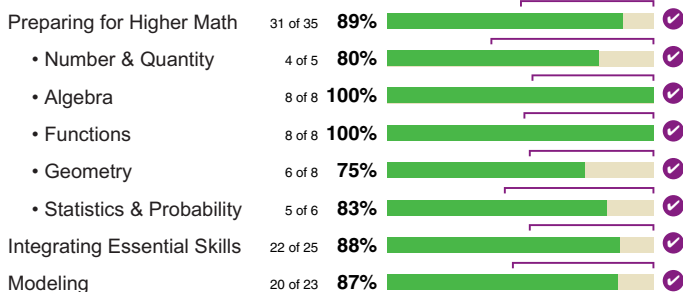 Preparing for Higher Math 31 of 35 89%
• Number & Quantity 4 of 5 80%
• Algebra 8 of 8 100%
• Functions 8 of 8 100%
• Geometry 6 of 8 75%
• Statistics & Probability 5 of 6 83%
Integrating Essential Skills 22 of 25 88%
Modeling 20 of 23 87%